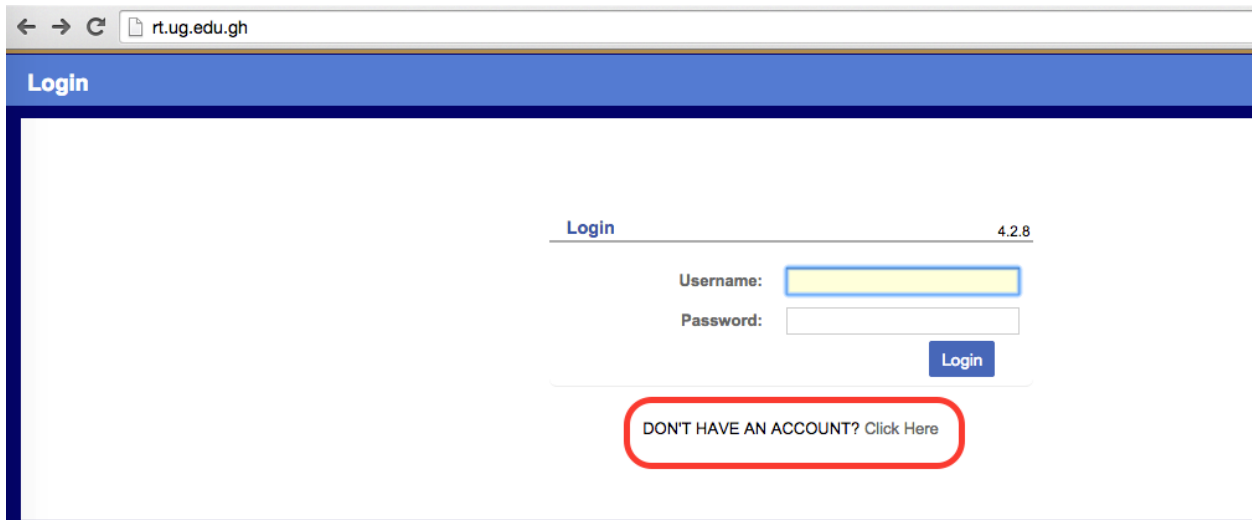 rt.ug.edu.gh
Login
Login 4.2.8
Username:
Password:
Login
DON'T HAVE AN ACCOUNT? Click Here